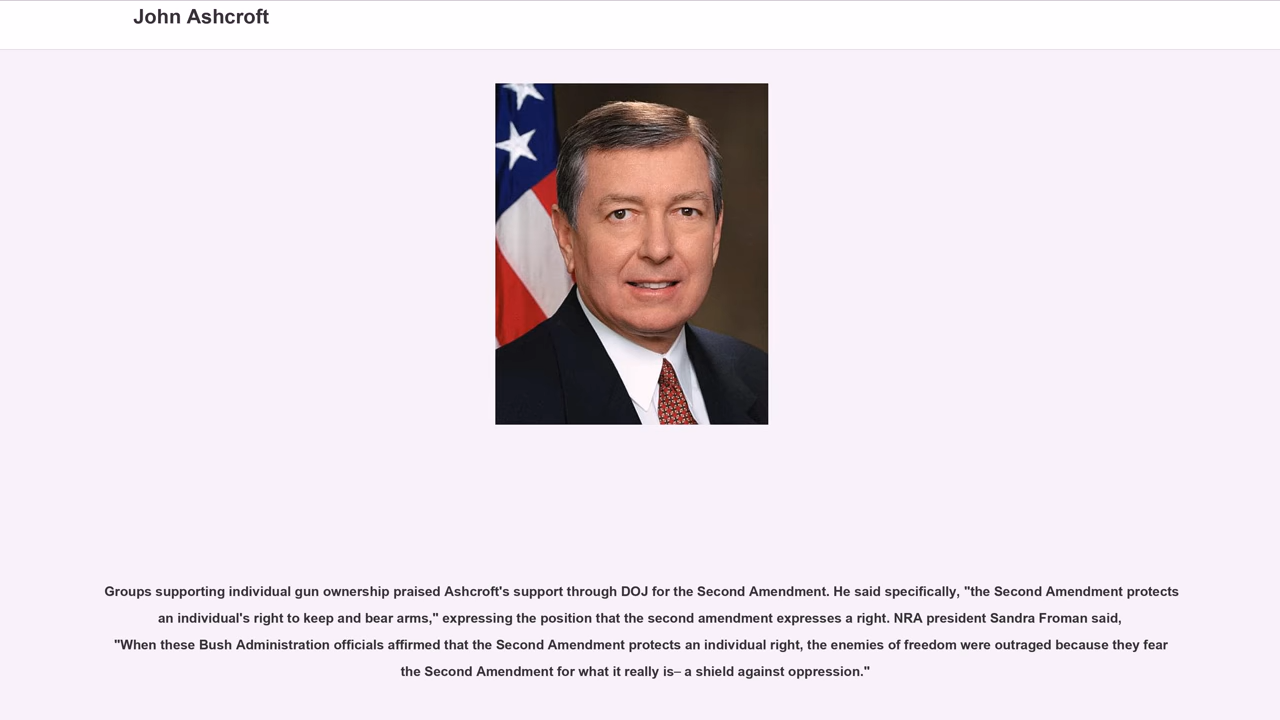 John Ashcroft
Groups supporting individual gun ownership praised Ashcroft's support through DOJ for the Second Amendment. He said specifically, "the Second Amendment protects
an individual's right to keep and bear arms," expressing the position that the second amendment expresses a right. NRA president Sandra Froman said,
"When these Bush Administration officials affirmed that the Second Amendment protects an individual right, the enemies of freedom were outraged because they fear
the Second Amendment for what it really is– a shield against oppression."